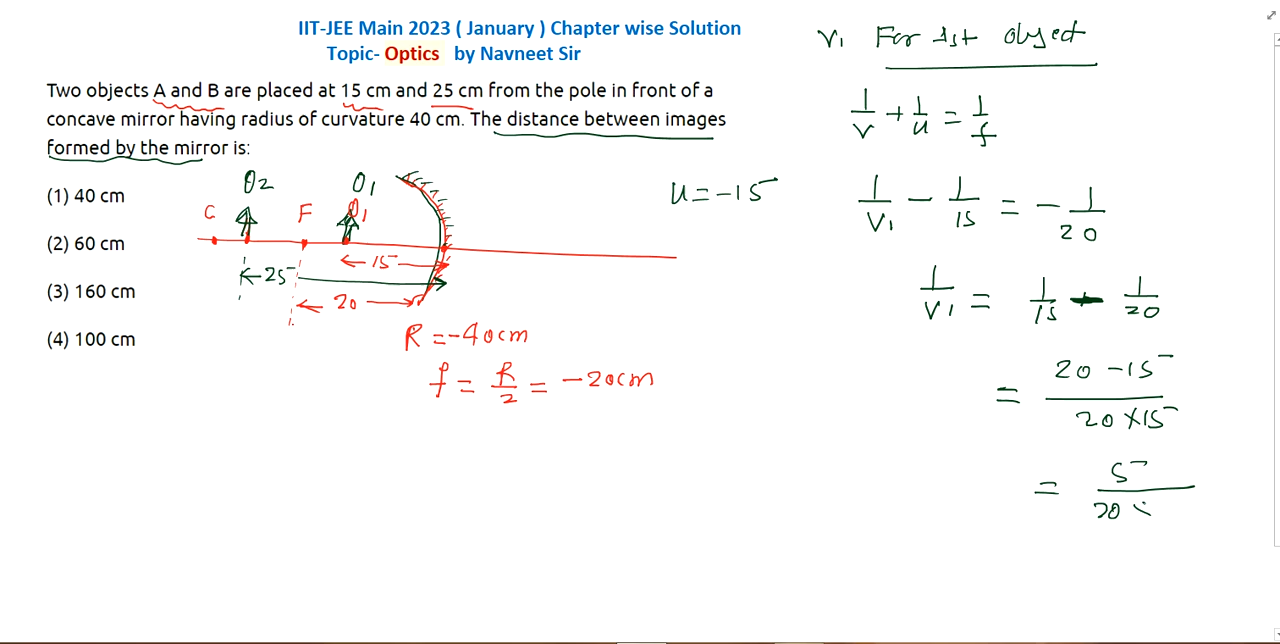 IIT-JEE Main 2023 ( January ) Chapter wise Solution
Topic- Optics by Navneet Sir
Two objects A and B are placed at 15 cm and 25 cm from the pole in front of a
concave mirror having radius of curvature 40 cm. The distance between images
formed by the mirror is:
(1) 40 cm
(2) 60 cm
(3) 160 cm
(4) 100 cm
O2 O1
C F O1
15
25
20
R = -40cm
f = R/2 = -20cm
V1 For 1st object
1/v + 1/u = 1/f
u = -15
1/V1 - 1/15 = - 1/20
1/V1 = 1/15 - 1/20
= 20 - 15 / 20 × 15
= 5 / 20 ×